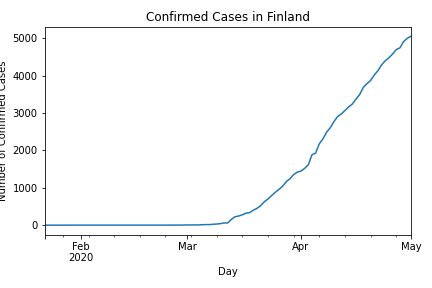 Confirmed Cases in Finland
Number of Confirmed Cases
5000
4000
3000
2000
1000
0
Feb
2020
Mar
Apr
May
Day